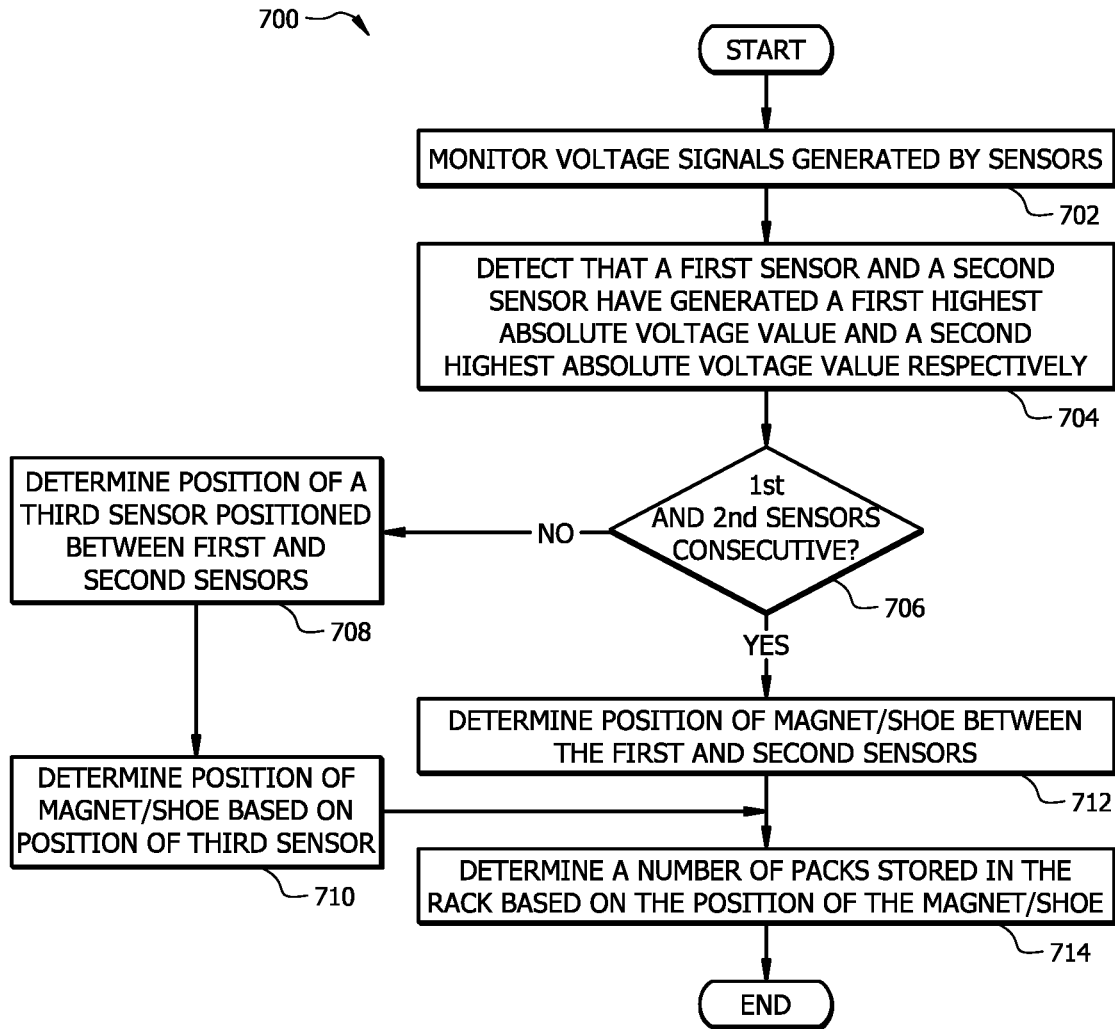 700
START
MONITOR VOLTAGE SIGNALS GENERATED BY SENSORS
702
DETECT THAT A FIRST SENSOR AND A SECOND
SENSOR HAVE GENERATED A FIRST HIGHEST
ABSOLUTE VOLTAGE VALUE AND A SECOND
HIGHEST ABSOLUTE VOLTAGE VALUE RESPECTIVELY
704
1st
AND 2nd SENSORS
CONSECUTIVE?
706
NO
DETERMINE POSITION OF A
THIRD SENSOR POSITIONED
BETWEEN FIRST AND
SECOND SENSORS
708
YES
DETERMINE POSITION OF MAGNET/SHOE BETWEEN
THE FIRST AND SECOND SENSORS
712
DETERMINE POSITION OF
MAGNET/SHOE BASED ON
POSITION OF THIRD SENSOR
710
DETERMINE A NUMBER OF PACKS STORED IN THE
RACK BASED ON THE POSITION OF THE MAGNET/SHOE
714
END